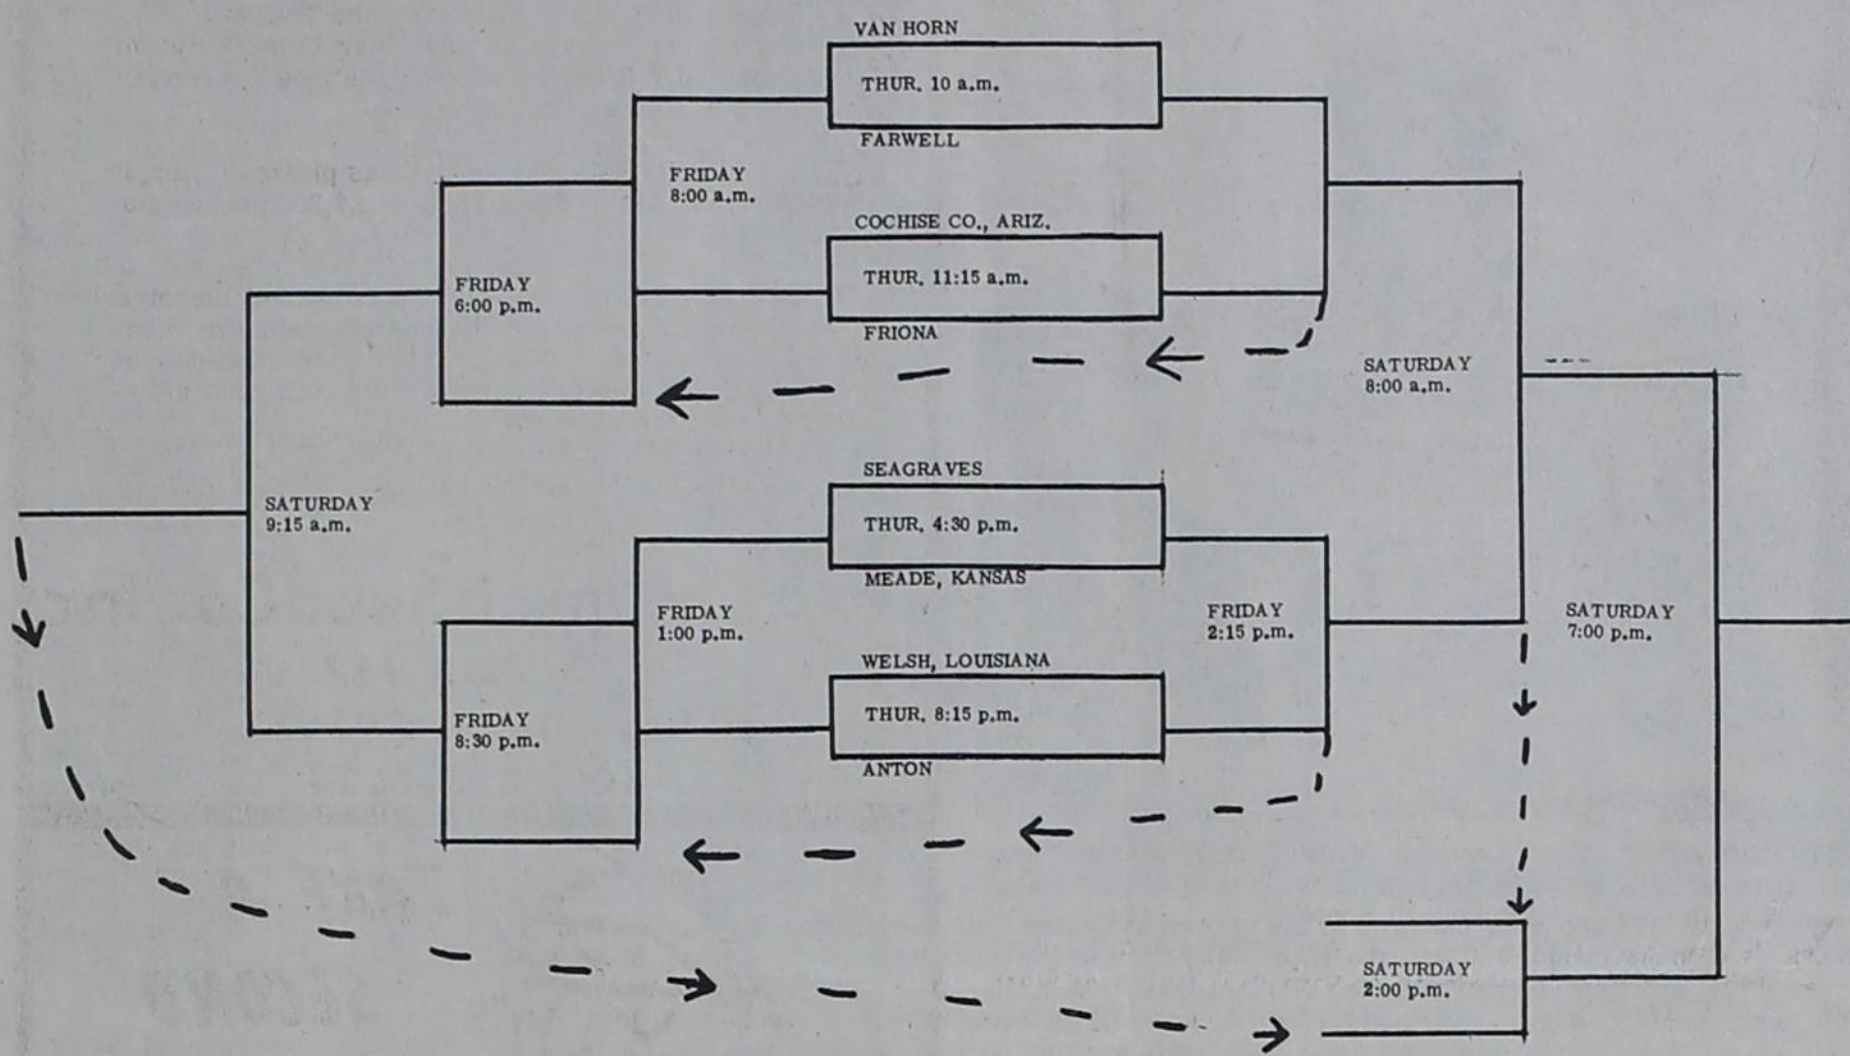 VAN HORN
THUR. 10 a.m.
FARWELL
FRIDAY
8:00 a.m.
COCHISE CO., ARIZ.
THUR. 11:15 a.m.
FRIONA
FRIDAY
6:00 p.m.
SATURDAY
8:00 a.m.
SEAGRAVES
THUR. 4:30 p.m.
MEADE, KANSAS
SATURDAY
9:15 a.m.
FRIDAY
1:00 p.m.
FRIDAY
2:15 p.m.
SATURDAY
7:00 p.m.
WELSH, LOUISIANA
THUR. 8:15 p.m.
ANTON
FRIDAY
8:30 p.m.
SATURDAY
2:00 p.m.